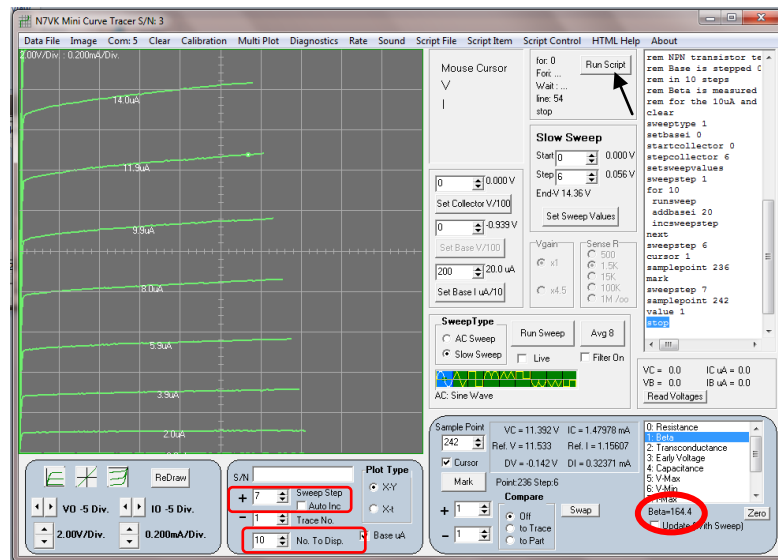 N7VK Mini Curve Tracer S/N: 3
Data File Image Com: 5 Clear Calibration Multi Plot Diagnostics Rate Sound Script File Script Item Script Control HTML Help About
2.00V/Div. : 0.200mA/Div.
14.0uA
11.9uA
9.9uA
8.0uA
5.9uA
3.9uA
2.0uA
Mouse Cursor
V
I
for: 0
Fori: ...
Wait : ...
line: 54
stop
Run Script
Slow Sweep
Start 0 0.000 V
Step 6 0.056 V
End-V 14.36 V
Set Sweep Values
0 0.000 V
Set Collector V/100
0 -0.939 V
Set Base V/100
200 20.0 uA
Set Base I uA/10
Vgain
x1
x4.5
Sense R
500
1.5K
15K
100K
1M /oo
SweepType
AC Sweep
Slow Sweep
Run Sweep
Avg 8
Live
Filter On
AC: Sine Wave
rem NPN transistor te
rem Base is stepped 0
rem in 10 steps
rem Beta is measured
rem for the 10uA and
clear
sweeptype 1
setbasei 0
startcollector 0
stepcollector 6
setsweepvalues
sweepstep 1
for 10
runsweep
addbasei 20
incsweepstep
next
sweepstep 6
cursor 1
samplepoint 236
mark
sweepstep 7
samplepoint 242
value 1
stop
VC = 0.0 IC uA = 0.0
VB = 0.0 IB uA = 0.0
Read Voltages
ReDraw
VO -5 Div.
IO -5 Div.
2.00V/Div.
0.200mA/Div.
S/N
+ 7 Sweep Step
Auto Inc
- 1 Trace No.
10 No. To Disp.
Plot Type
X-Y
X-t
Base uA
Sample Point
242
Cursor
Mark
VC = 11.392 V IC = 1.47978 mA
Ref. V = 11.533 Ref. I = 1.15607
DV = -0.142 V DI = 0.32371 mA
Point:236 Step:6
Compare
+ 1
- 1
Off
to Trace
to Part
Swap
0: Resistance
1: Beta
2: Transconductance
3: Early Voltage
4: Capacitance
5: V-Max
6: V-Min
Beta=164.4
Zero
Update (With Sweep)